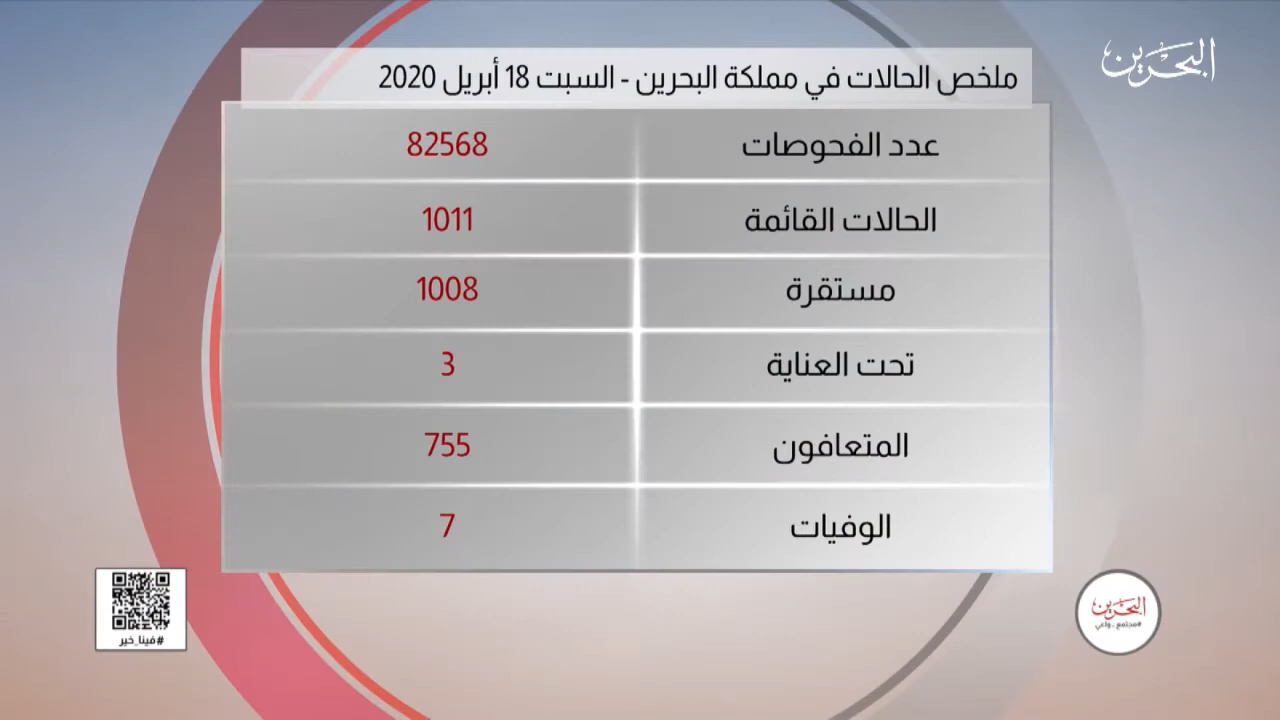 البحرين
ملخص الحالات في مملكة البحرين - السبت 18 أبريل 2020
عدد الفحوصات 82568
الحالات القائمة 1011
مستقرة 1008
تحت العناية 3
المتعافون 755
الوفيات 7
البحرين
#مجتمع_واعي
#فينا_خير